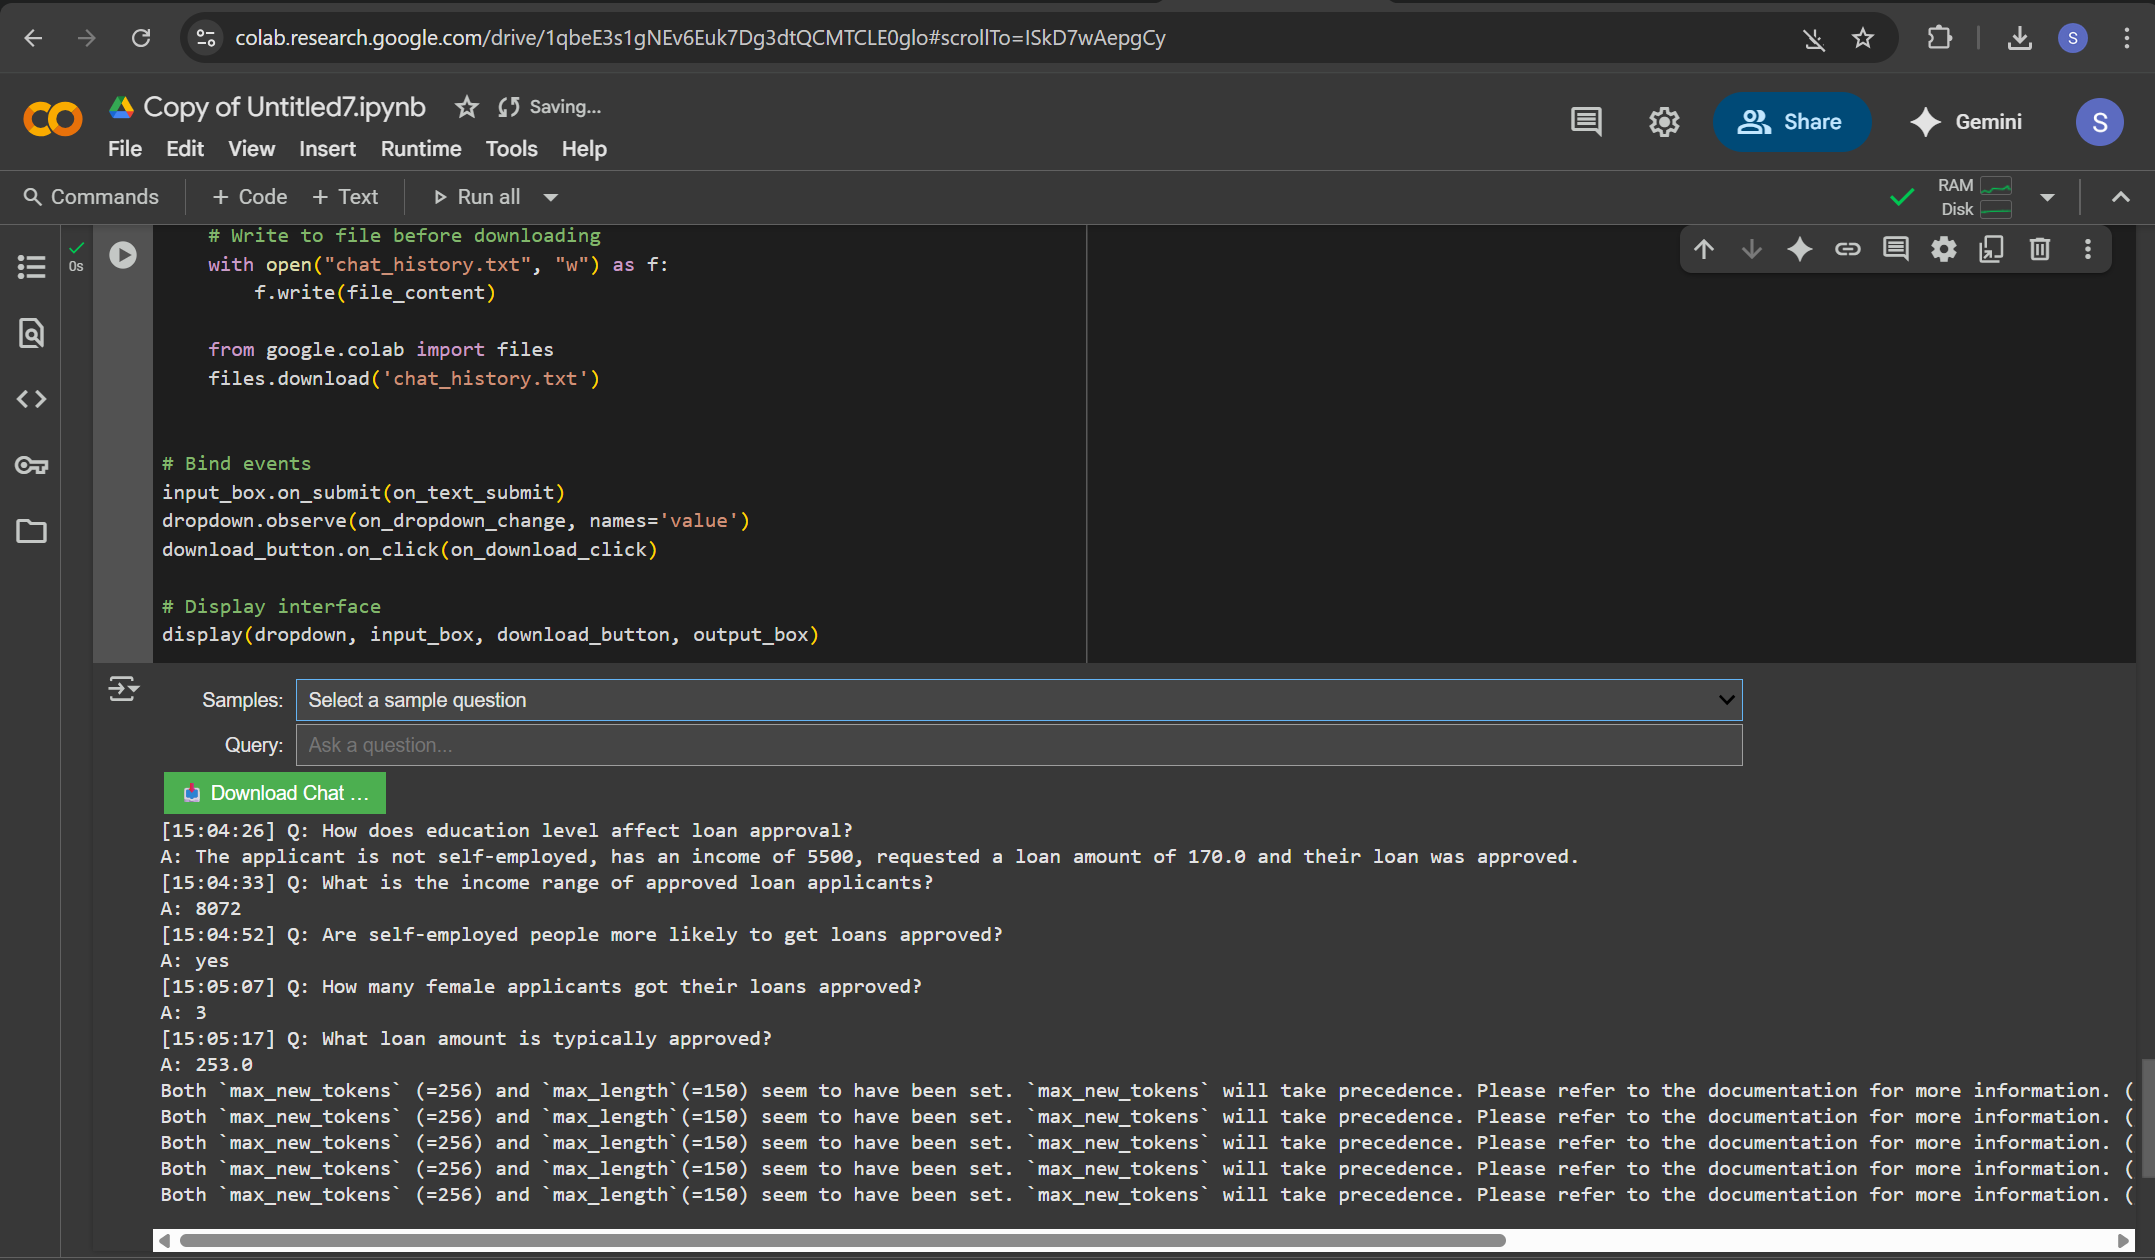 colab.research.google.com/drive/1qbeE3s1gNEv6Euk7Dg3dtQCMTCLE0glo#scrollTo=ISkD7wAepgCy
S
Copy of Untitled7.ipynb
Saving...
File Edit View Insert Runtime Tools Help
Share
Gemini
S
Commands
+ Code + Text
Run all
RAM
Disk
0s
    # Write to file before downloading
    with open("chat_history.txt", "w") as f:
        f.write(file_content)
    from google.colab import files
    files.download('chat_history.txt')
# Bind events
input_box.on_submit(on_text_submit)
dropdown.observe(on_dropdown_change, names='value')
download_button.on_click(on_download_click)
# Display interface
display(dropdown, input_box, download_button, output_box)
Samples: Select a sample question
Query: Ask a question...
Download Chat ...
[15:04:26] Q: How does education level affect loan approval?
A: The applicant is not self-employed, has an income of 5500, requested a loan amount of 170.0 and their loan was approved.
[15:04:33] Q: What is the income range of approved loan applicants?
A: 8072
[15:04:52] Q: Are self-employed people more likely to get loans approved?
A: yes
[15:05:07] Q: How many female applicants got their loans approved?
A: 3
[15:05:17] Q: What loan amount is typically approved?
A: 253.0
Both `max_new_tokens` (=256) and `max_length`(=150) seem to have been set. `max_new_tokens` will take precedence. Please refer to the documentation for more information. (
Both `max_new_tokens` (=256) and `max_length`(=150) seem to have been set. `max_new_tokens` will take precedence. Please refer to the documentation for more information. (
Both `max_new_tokens` (=256) and `max_length`(=150) seem to have been set. `max_new_tokens` will take precedence. Please refer to the documentation for more information. (
Both `max_new_tokens` (=256) and `max_length`(=150) seem to have been set. `max_new_tokens` will take precedence. Please refer to the documentation for more information. (
Both `max_new_tokens` (=256) and `max_length`(=150) seem to have been set. `max_new_tokens` will take precedence. Please refer to the documentation for more information. (